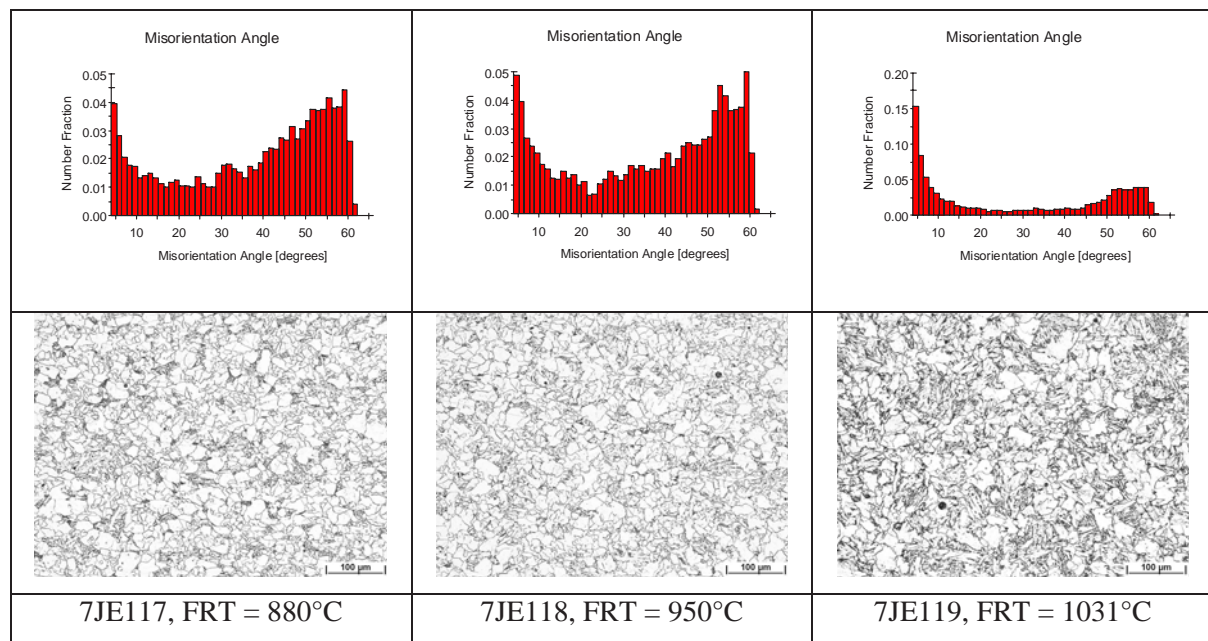 Misorientation Angle
0.05
0.04
0.03
0.02
0.01
0.00
Number Fraction
10 20 30 40 50 60
Misorientation Angle [degrees]
Misorientation Angle
0.05
0.04
0.03
0.02
0.01
0.00
Number Fraction
10 20 30 40 50 60
Misorientation Angle [degrees]
Misorientation Angle
0.20
0.15
0.10
0.05
0.00
Number Fraction
10 20 30 40 50 60
Misorientation Angle [degrees]
100 µm
100 µm
100 µm
7JE117, FRT = 880°C
7JE118, FRT = 950°C
7JE119, FRT = 1031°C